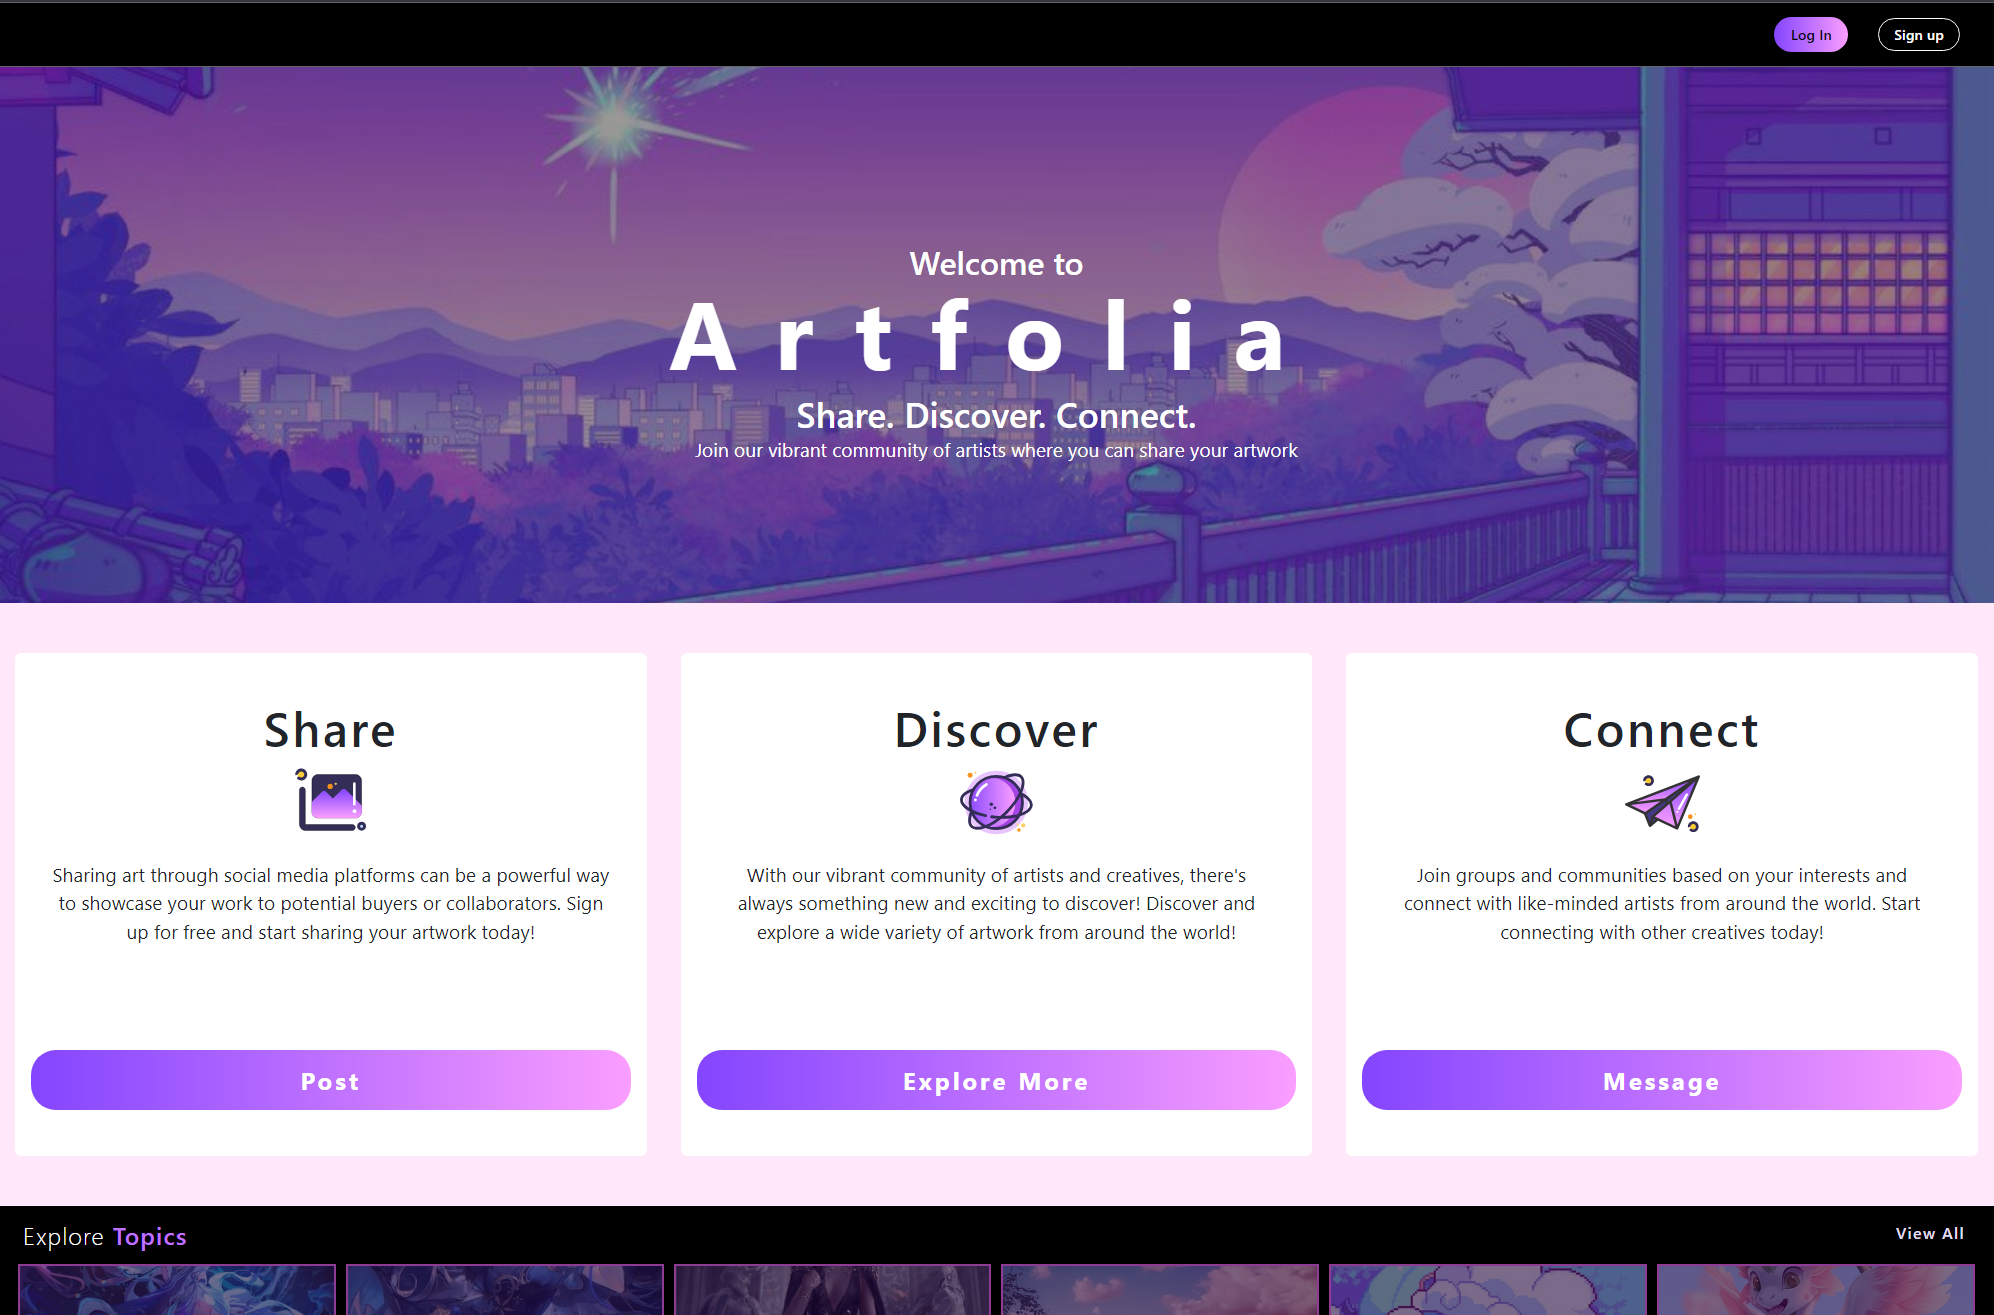 Log In
Sign up
Welcome to
Artfolia
Share. Discover. Connect.
Join our vibrant community of artists where you can share your artwork
Share
Sharing art through social media platforms can be a powerful way
to showcase your work to potential buyers or collaborators. Sign
up for free and start sharing your artwork today!
Post
Discover
With our vibrant community of artists and creatives, there's
always something new and exciting to discover! Discover and
explore a wide variety of artwork from around the world!
Explore More
Connect
Join groups and communities based on your interests and
connect with like-minded artists from around the world. Start
connecting with other creatives today!
Message
Explore Topics
View All